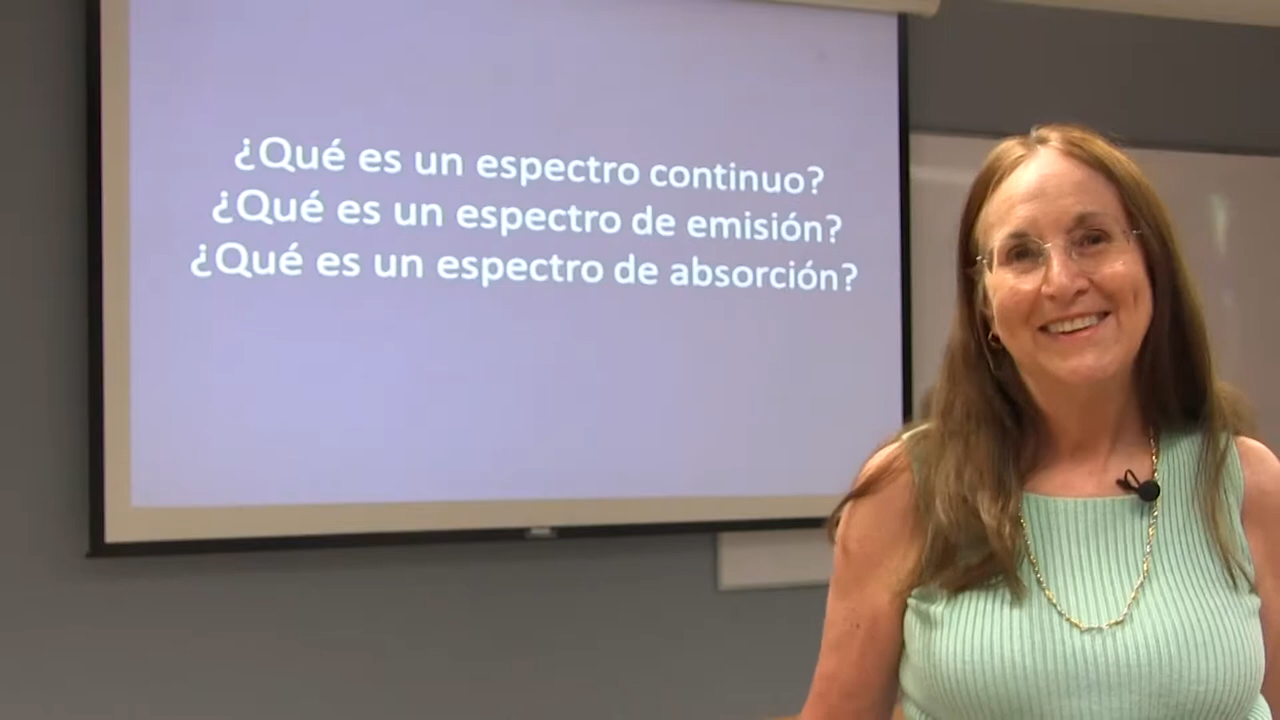 ¿Qué es un espectro continuo?
¿Qué es un espectro de emisión?
¿Qué es un espectro de absorción?